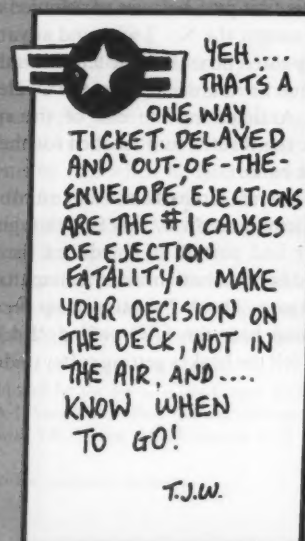 YEH....
THAT'S A
ONE WAY
TICKET. DELAYED
AND "OUT-OF-THE-
ENVELOPE" EJECTIONS
ARE THE #1 CAUSES
OF EJECTION
FATALITY. MAKE
YOUR DECISION ON
THE DECK, NOT IN
THE AIR, AND....
KNOW WHEN
TO GO!
T.J.W.